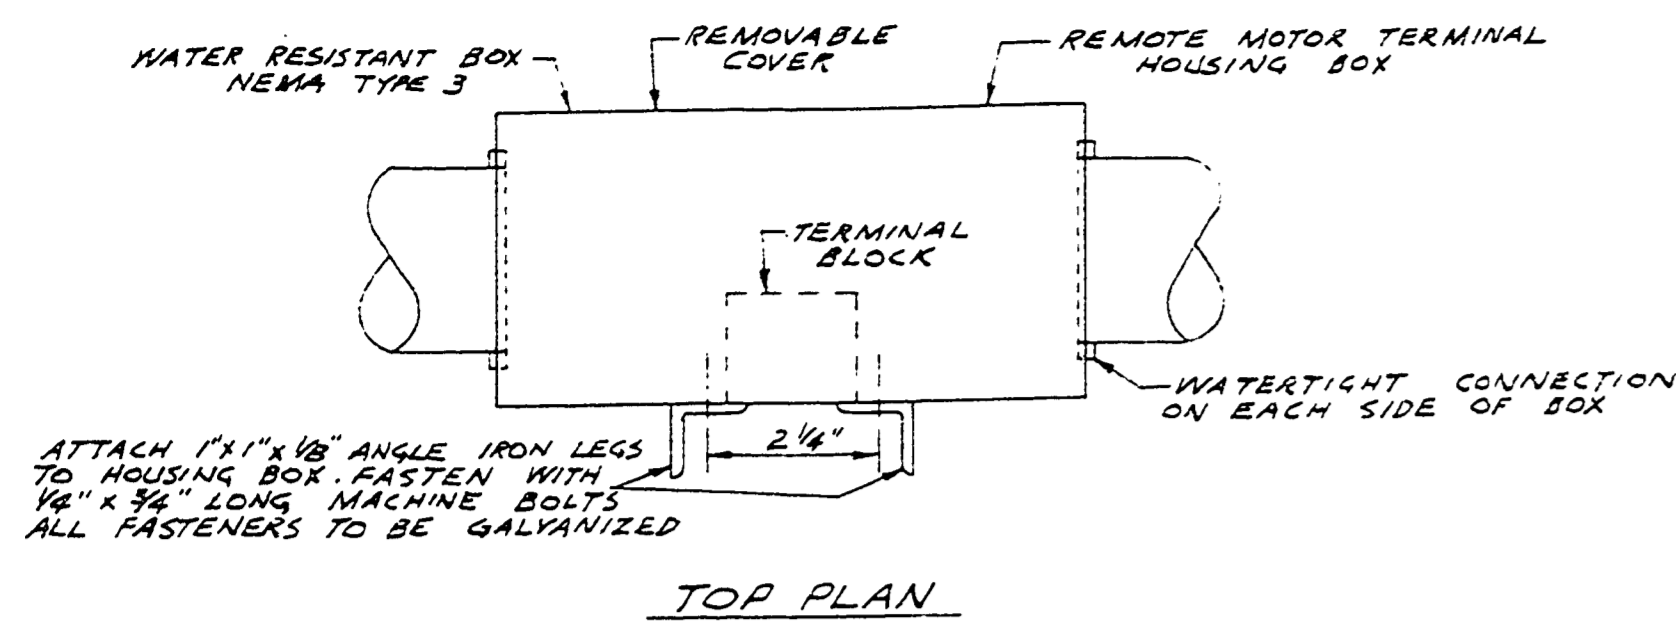 WATER RESISTANT BOX
NEMA TYPE 3
REMOVABLE
COVER
REMOTE MOTOR TERMINAL
HOUSING BOX
TERMINAL
BLOCK
WATERTIGHT CONNECTION
ON EACH SIDE OF BOX
2 1/4"
ATTACH 1"X1"X1/8" ANGLE IRON LEGS
TO HOUSING BOX. FASTEN WITH
1/4" X 3/4" LONG MACHINE BOLTS
ALL FASTENERS TO BE GALVANIZED
TOP PLAN